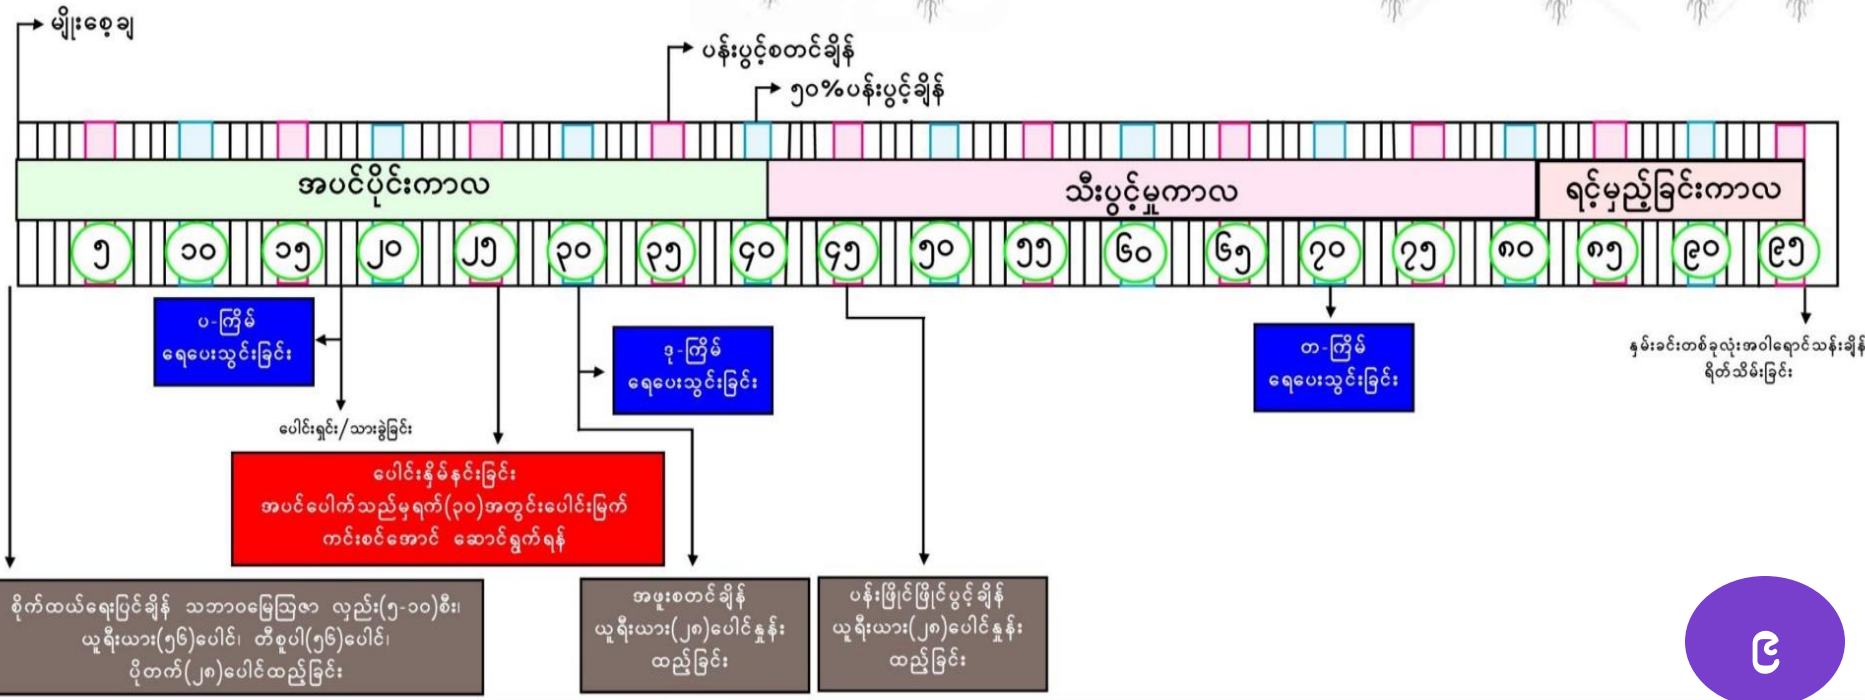 မျိုးစေ့ချ
ပန်းပွင့်စတင်ချိန်
၅၀%ပန်းပွင့်ချိန်
အပင်ပိုင်းကာလ
သီးပွင့်မှုကာလ
ရင့်မှည့်ခြင်းကာလ
၅ ၁၀ ၁၅ ၂၀ ၂၅ ၃၀ ၃၅ ၄၀ ၄၅ ၅၀ ၅၅ ၆၀ ၆၅ ၇၀ ၇၅ ၈၀ ၈၅ ၉၀ ၉၅
ပ-ကြိမ်
ရေပေးသွင်းခြင်း
ဒု-ကြိမ်
ရေပေးသွင်းခြင်း
တ-ကြိမ်
ရေပေးသွင်းခြင်း
နှမ်းခင်းတစ်ခုလုံးအဝါရောင်သန်းချိန်
ရိတ်သိမ်းခြင်း
ပေါင်းရှင်း/သားခွဲခြင်း
ပေါင်းနှိမ်နင်းခြင်း
အပင်ပေါက်သည်မှရက်(၃၀)အတွင်းပေါင်းမြက်
ကင်းစင်အောင် ဆောင်ရွက်ရန်
စိုက်ထယ်ရေးပြင်ချိန် သဘာဝမြေသြဇာ လှည်း(၅-၁၀)စီး၊
ယူရီးယား(၅၆)ပေါင်၊ တီစူပါ(၅၆)ပေါင်၊
ပိုတက်(၂၈)ပေါင်ထည့်ခြင်း
အဖူးစတင်ချိန်
ယူရီးယား(၂၈)ပေါင်နှုန်း
ထည့်ခြင်း
ပန်းဖြိုင်ဖြိုင်ပွင့်ချိန်
ယူရီးယား(၂၈)ပေါင်နှုန်း
ထည့်ခြင်း